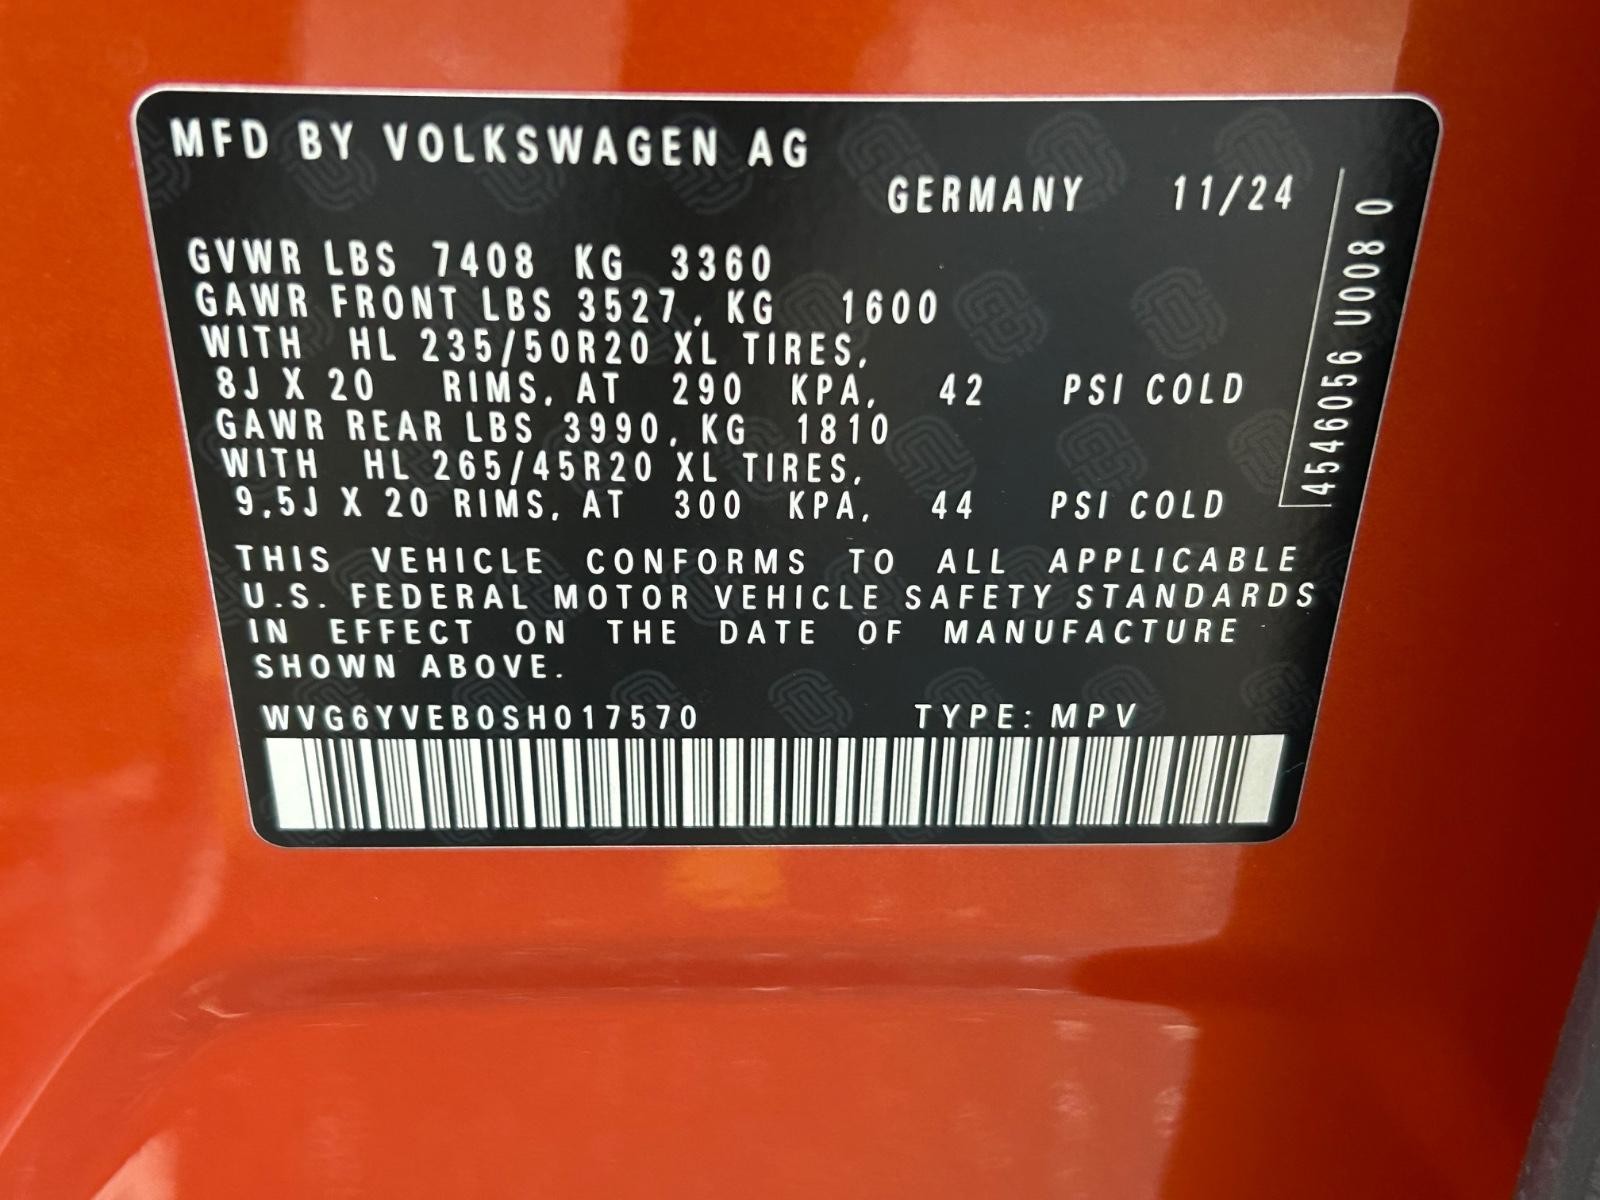 MFD BY VOLKSWAGEN AG
GERMANY 11/24
GVWR LBS 7408 KG 3360
GAWR FRONT LBS 3527, KG 1600
WITH HL 235/50R20 XL TIRES,
8J X 20 RIMS, AT 290 KPA, 42 PSI COLD
GAWR REAR LBS 3990, KG 1810
WITH HL 265/45R20 XL TIRES,
9,5J X 20 RIMS, AT 300 KPA, 44 PSI COLD
THIS VEHICLE CONFORMS TO ALL APPLICABLE
U.S. FEDERAL MOTOR VEHICLE SAFETY STANDARDS
IN EFFECT ON THE DATE OF MANUFACTURE
SHOWN ABOVE.
WVG6YVEB0SH017570 TYPE: MPV
4546056 U008 0